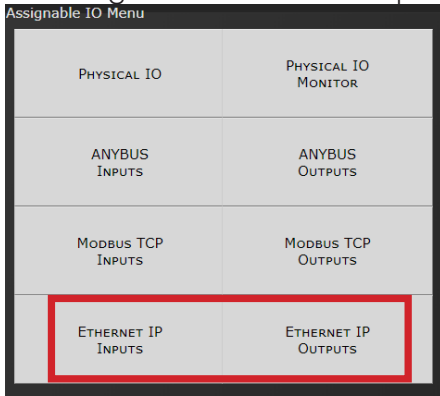 Assignable IO Menu
Physical IO
Physical IO
Monitor
ANYBUS
Inputs
ANYBUS
Outputs
Modbus TCP
Inputs
Modbus TCP
Outputs
Ethernet IP
Inputs
Ethernet IP
Outputs